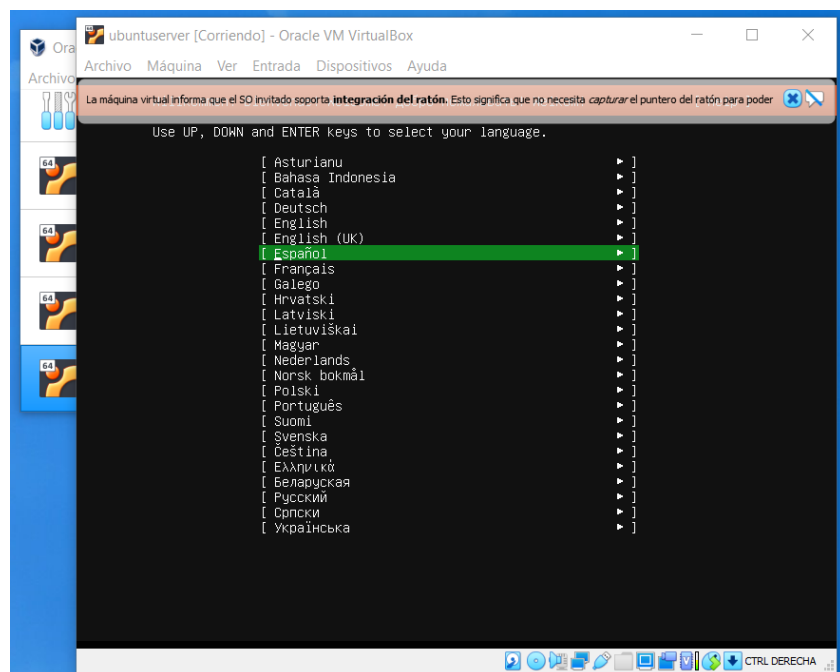 Ora
Archivo
ubuntuserver [Corriendo] - Oracle VM VirtualBox
Archivo Máquina Ver Entrada Dispositivos Ayuda
La máquina virtual informa que el SO invitado soporta integración del ratón. Esto significa que no necesita capturar el puntero del ratón para poder
Use UP, DOWN and ENTER keys to select your language.
[ Asturianu ► ]
[ Bahasa Indonesia ► ]
[ Català ► ]
[ Deutsch ► ]
[ English ► ]
[ English (UK) ► ]
[ Español ► ]
[ Français ► ]
[ Galego ► ]
[ Hrvatski ► ]
[ Latviski ► ]
[ Lietuviškai ► ]
[ Magyar ► ]
[ Nederlands ► ]
[ Norsk bokmål ► ]
[ Polski ► ]
[ Português ► ]
[ Suomi ► ]
[ Svenska ► ]
[ Čeština ► ]
[ Ελληνικά ► ]
[ Беларуская ► ]
[ Русский ► ]
[ Српски ► ]
[ Українська ► ]
64
64
64
64
64
CTRL DERECHA